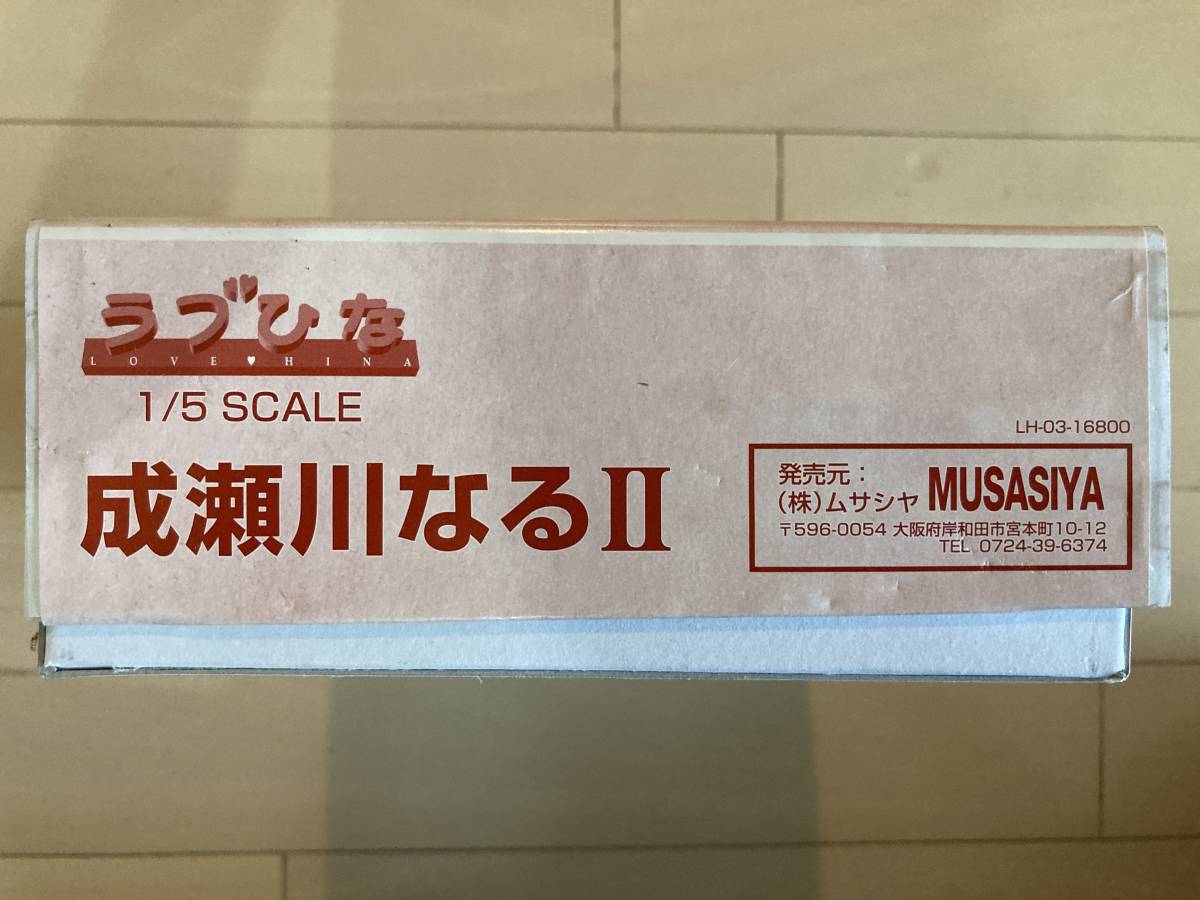 ラブひな
LOVE♥HINA
1/5 SCALE
成瀬川なるⅡ
LH-03-16800
発売元:
(株)ムサシヤ MUSASIYA
〒596-0054 大阪府岸和田市宮本町10-12
TEL 0724-39-6374